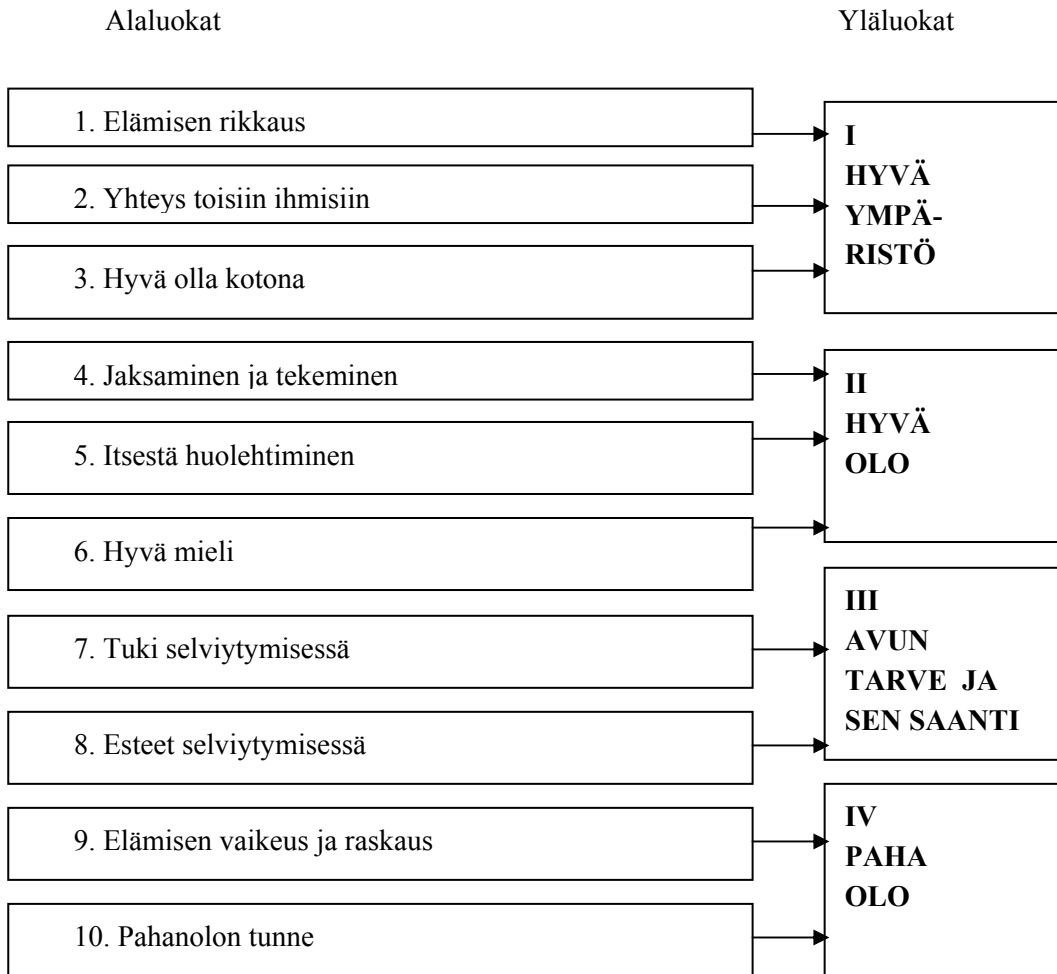 Alaluokat
Yläluokat
1. Elämisen rikkaus
2. Yhteys toisiin ihmisiin
3. Hyvä olla kotona
I
HYVÄ
YMPÄ-
RISTÖ
4. Jaksaminen ja tekeminen
5. Itsestä huolehtiminen
6. Hyvä mieli
II
HYVÄ
OLO
7. Tuki selviytymisessä
8. Esteet selviytymisessä
III
AVUN
TARVE JA
SEN SAANTI
9. Elämisen vaikeus ja raskaus
10. Pahanolon tunne
IV
PAHA
OLO